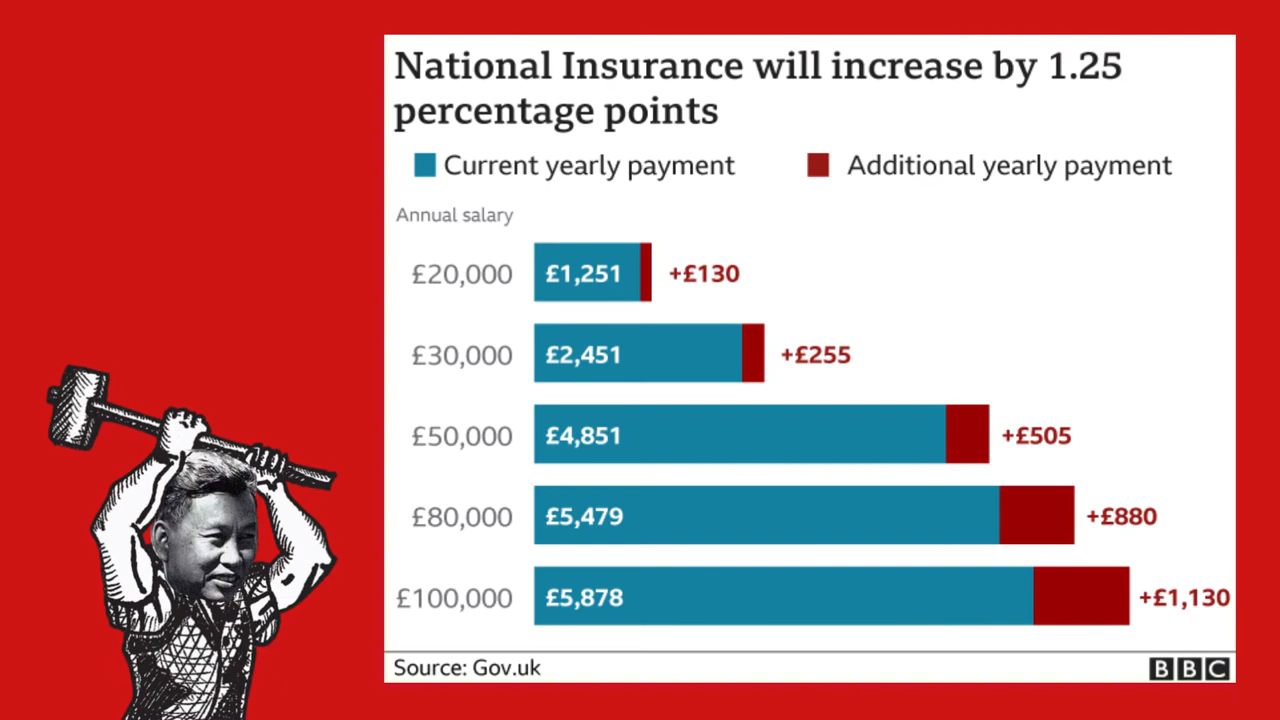 National Insurance will increase by 1.25
percentage points
Current yearly payment Additional yearly payment
Annual salary
£20,000 £1,251 +£130
£30,000 £2,451 +£255
£50,000 £4,851 +£505
£80,000 £5,479 +£880
£100,000 £5,878 +£1,130
Source: Gov.uk BBC